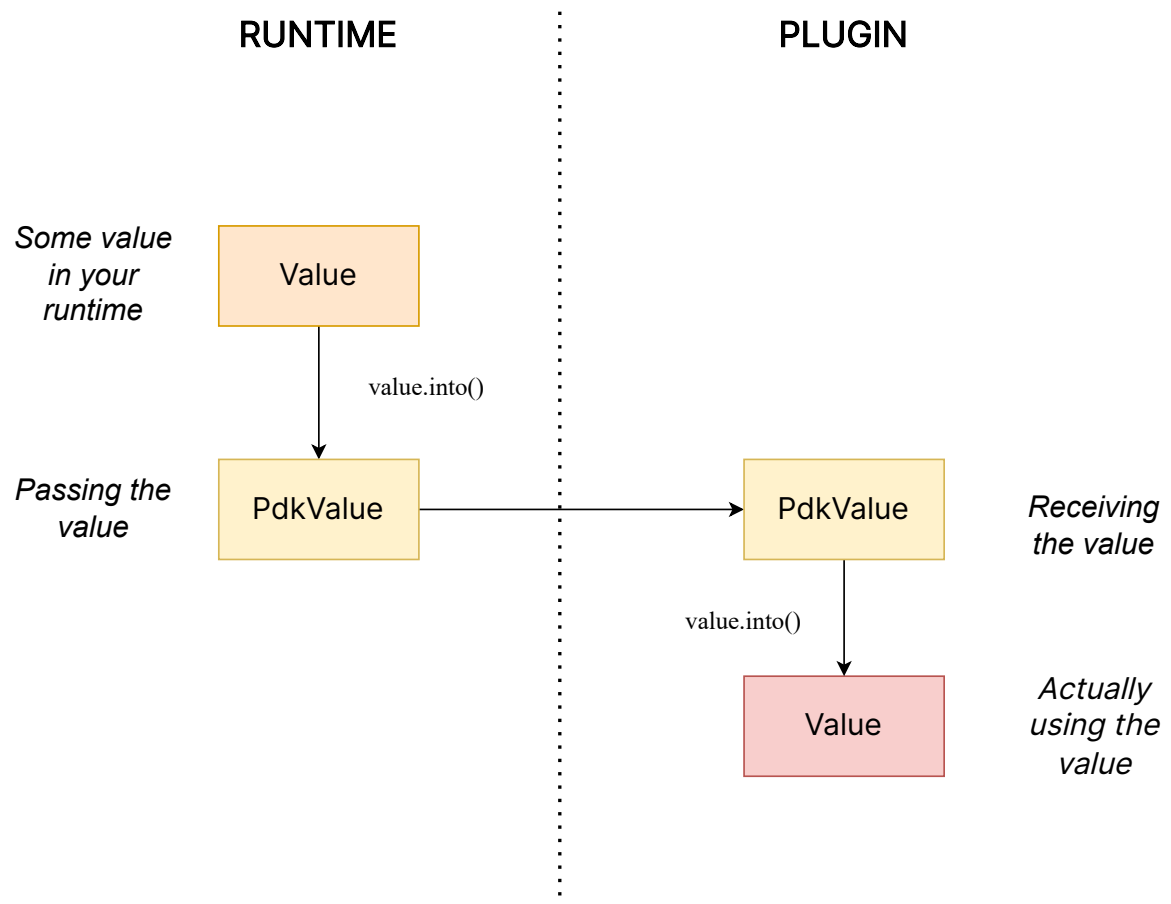 RUNTIME
PLUGIN
Some value
in your
runtime
Value
value.into()
Passing the
value
PdkValue
PdkValue
Receiving
the value
value.into()
Value
Actually
using the
value